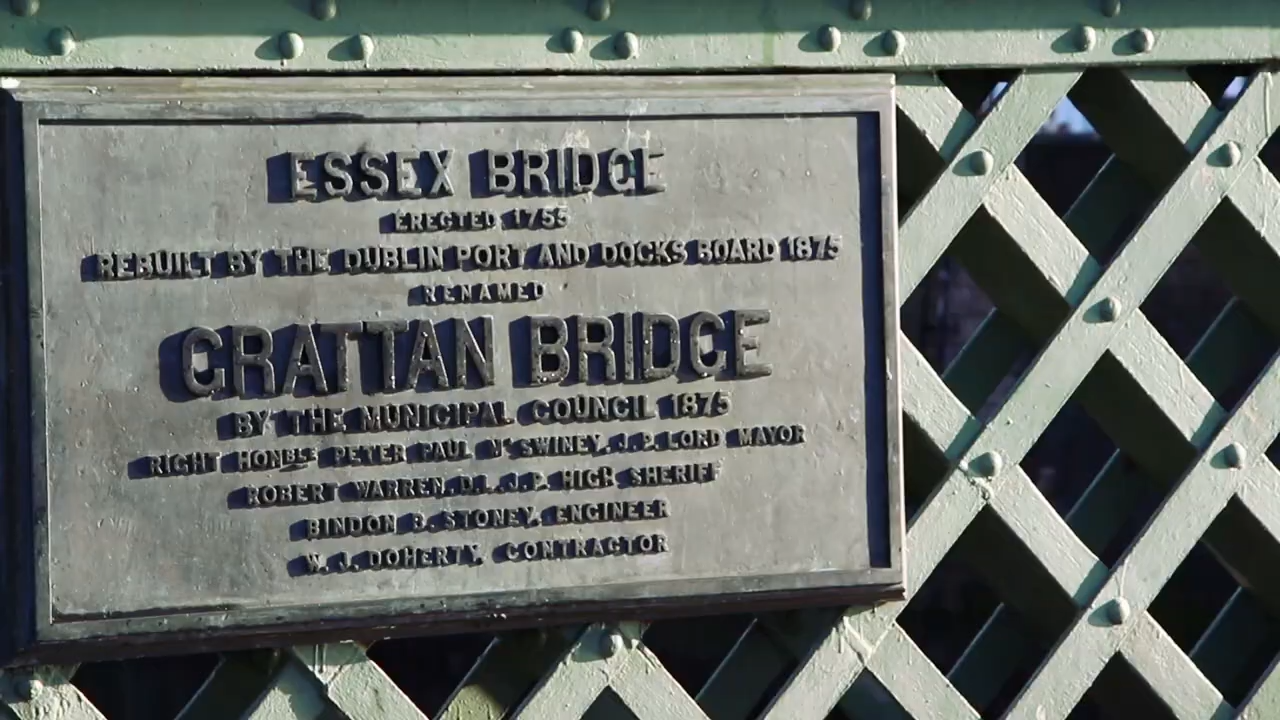 ESSEX BRIDGE
ERECTED 1755
REBUILT BY THE DUBLIN PORT AND DOCKS BOARD 1875
RENAMED
GRATTAN BRIDGE
BY THE MUNICIPAL COUNCIL 1875
RIGHT HONBLE PETER PAUL Mc SWINEY, J.P. LORD MAYOR
ROBERT WARREN, D.L. J.P. HIGH SHERIFF
BINDON B. STONEY, ENGINEER
W. J. DOHERTY, CONTRACTOR